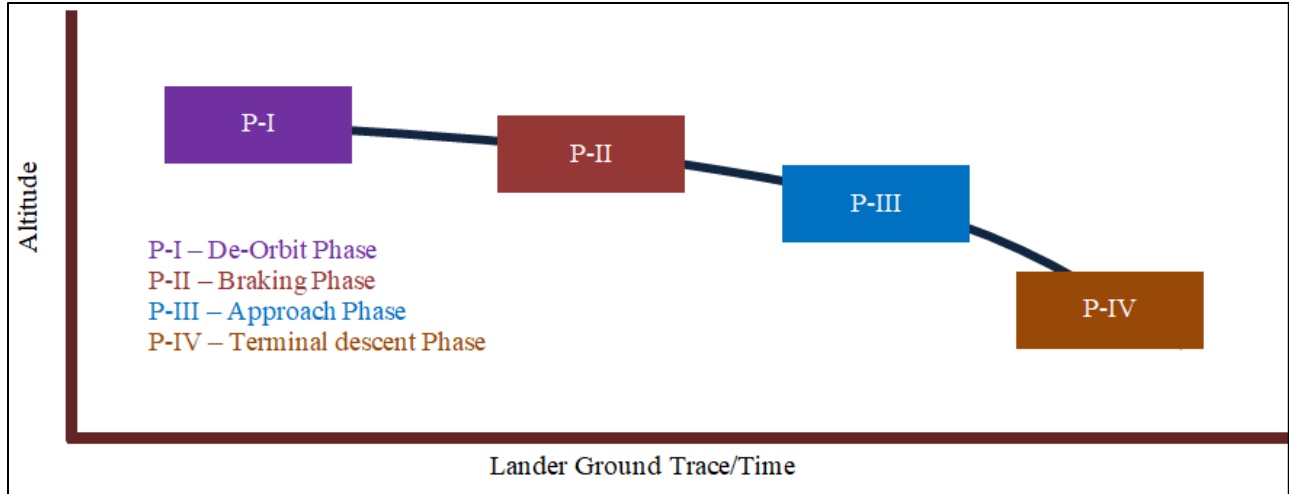 P-I
P-II
P-III
P-IV
Altitude
P-I – De-Orbit Phase
P-II – Braking Phase
P-III – Approach Phase
P-IV – Terminal descent Phase
Lander Ground Trace/Time